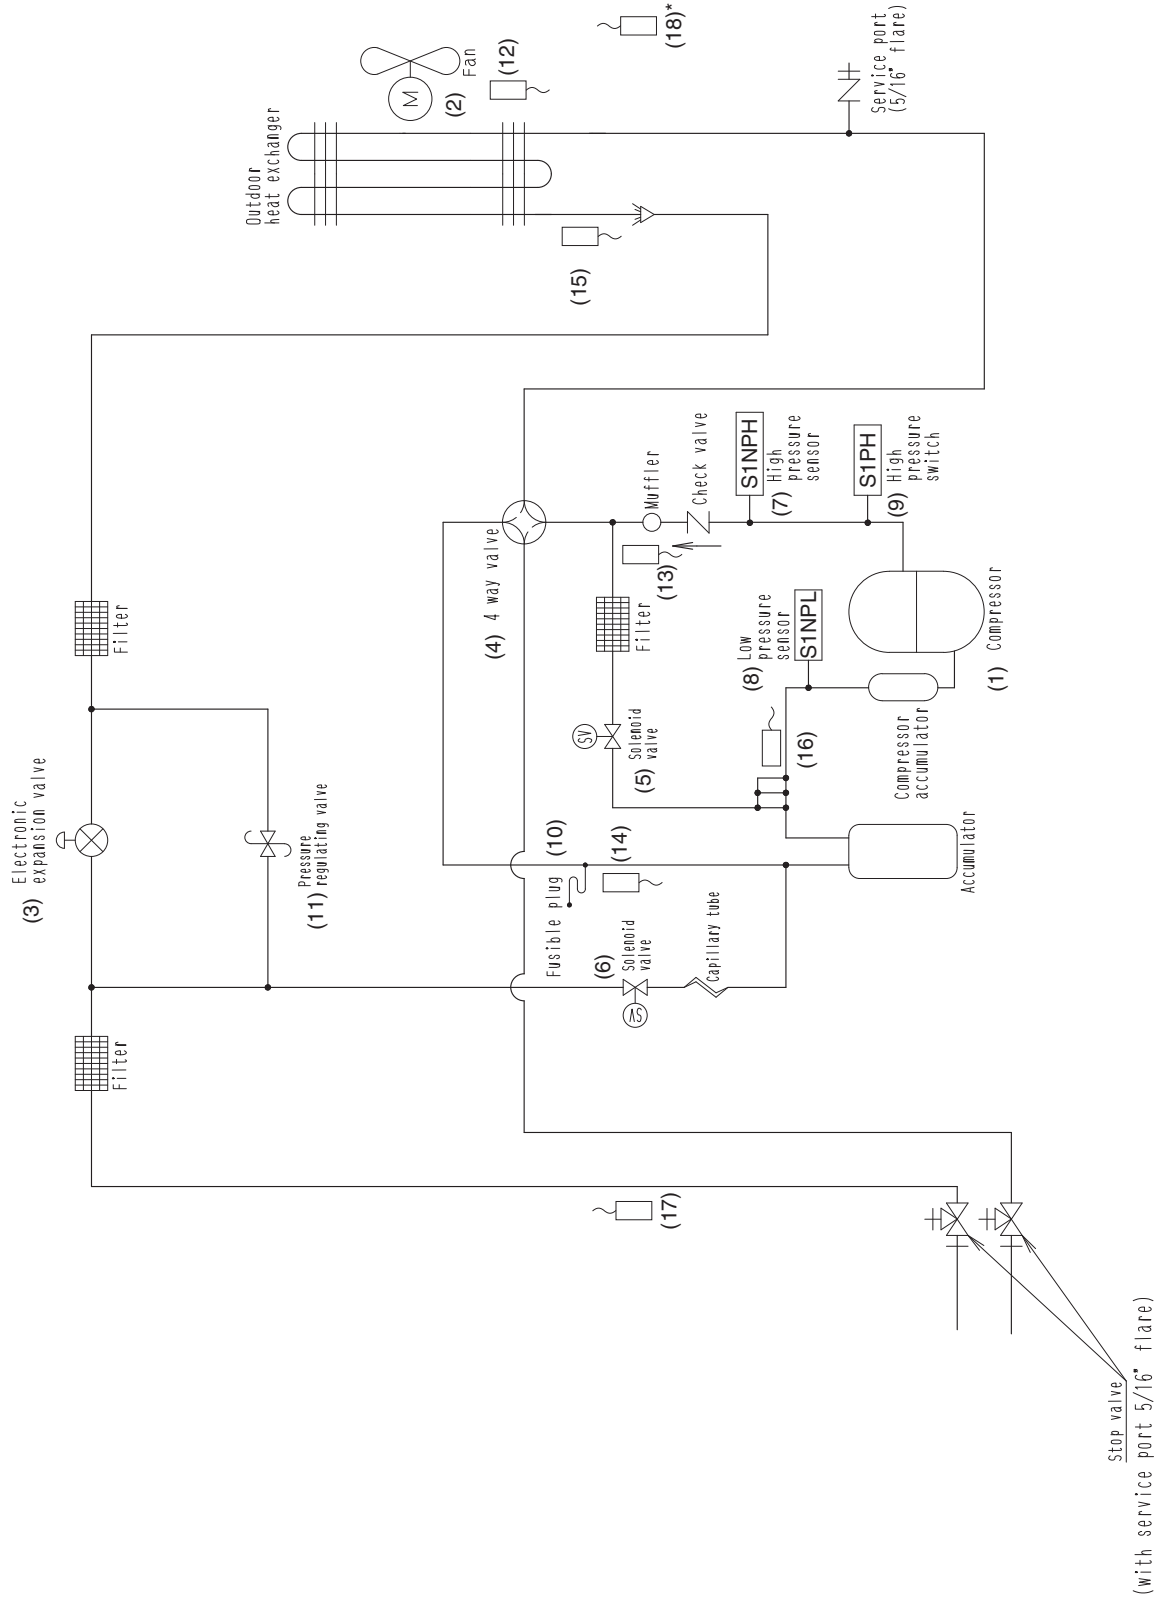 (3) Electronic
expansion valve
Filter
Filter
(11) Pressure
regulating valve
Outdoor
heat exchanger
M
(2)
Fan
(12)
(18)*
(15)
Service port
(5/16" flare)
(4) 4 way valve
Muffler
Check valve
S1NPH
(7) High
pressure
sensor
S1PH
(9) High
pressure
switch
(13)
Filter
SV
(5) Solenoid
valve
(8) Low
pressure
sensor
S1NPL
(16)
(1) Compressor
Compressor
accumulator
Accumulator
(10)
Fusible plug
(14)
(6) Solenoid
valve
SV
Capillary tube
(17)
Stop valve
(with service port 5/16" flare)